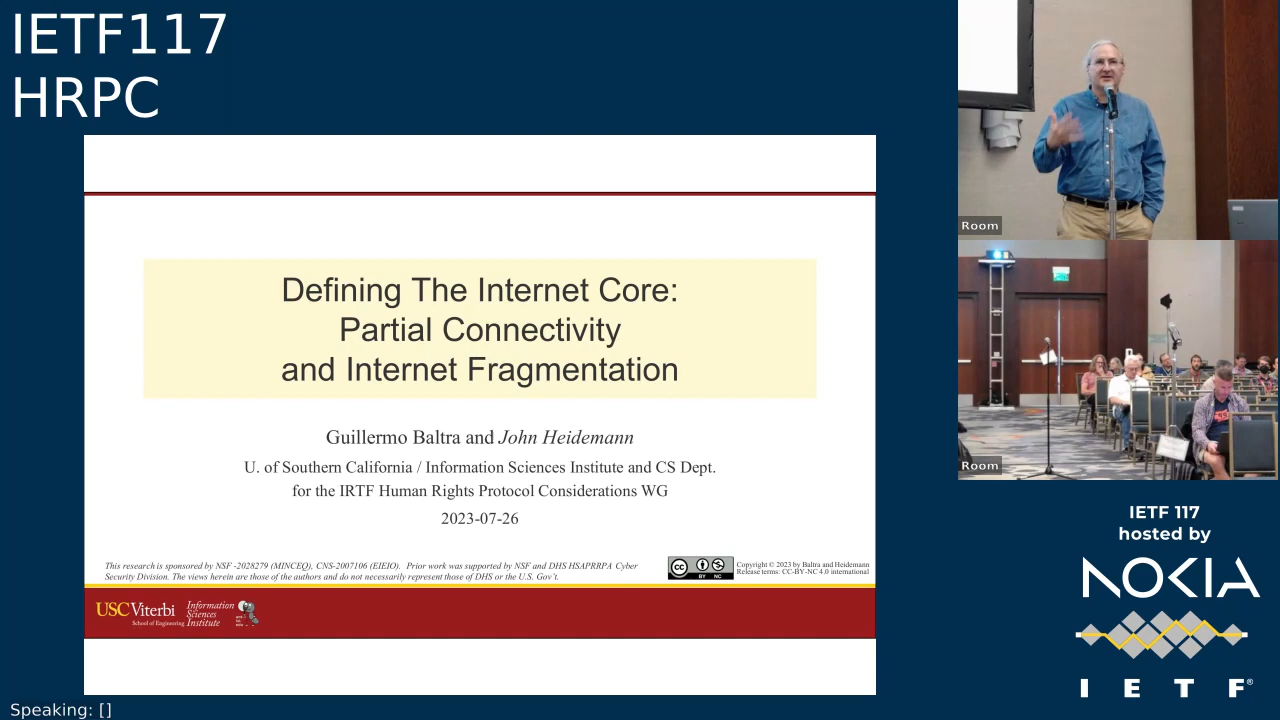 IETF117
HRPC
Defining The Internet Core:
Partial Connectivity
and Internet Fragmentation
Guillermo Baltra and John Heidemann
U. of Southern California / Information Sciences Institute and CS Dept.
for the IRTF Human Rights Protocol Considerations WG
2023-07-26
This research is sponsored by NSF -2028279 (MINCEQ), CNS-2007106 (EIEIO). Prior work was supported by NSF and DHS HSAPRRPA Cyber
Security Division. The views herein are those of the authors and do not necessarily represent those of DHS or the U.S. Gov't.
cc
BY NC
Copyright © 2023 by Baltra and Heidemann
Release terms: CC-BY-NC 4.0 international
USC Viterbi
School of Engineering
Information
Sciences
Institute
Room
Room
IETF 117
hosted by
NOKIA
IETF®
Speaking: []